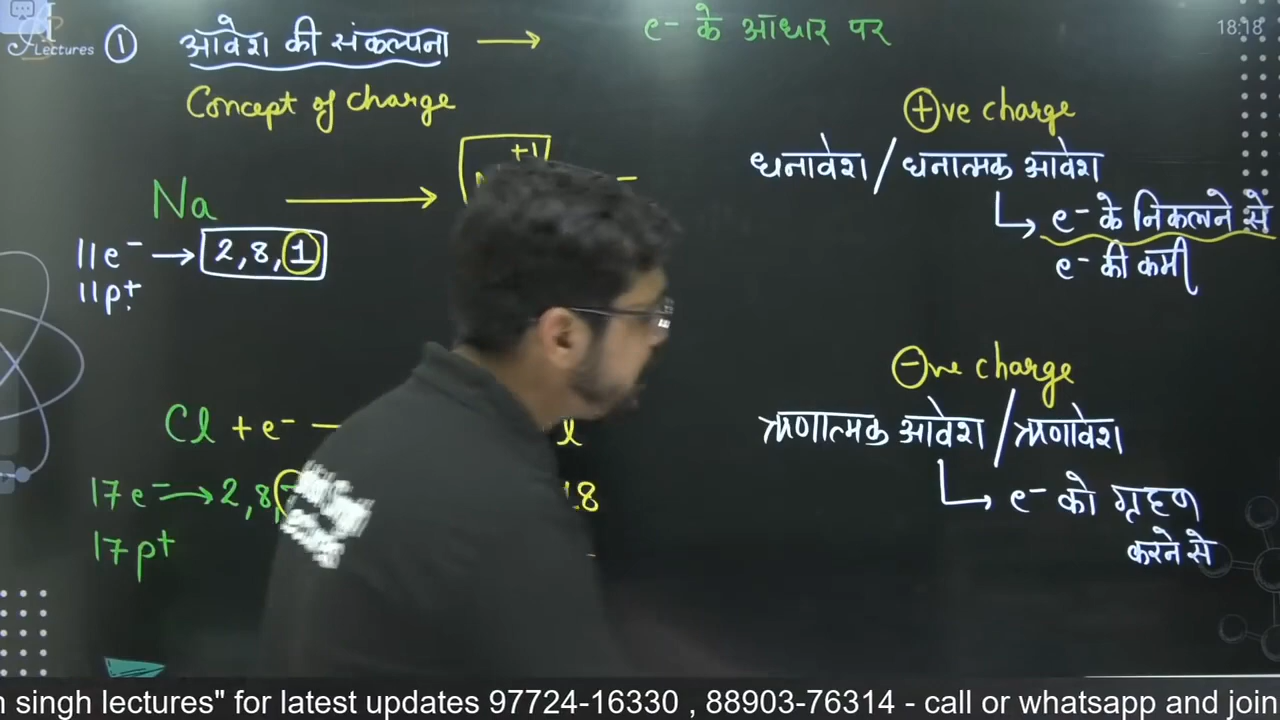 Lectures
① आवेश की संकल्पना →
e⁻ के आधार पर
18:18
Concept of charge
⊕ve charge
+1
धनावेश / धनात्मक आवेश
Na →
↳ e⁻ के निकलने से
11e⁻ → 2, 8, 1
e⁻ की कमी
11p⁺
⊖ve charge
Cl + e⁻
ऋणात्मक आवेश / ऋणावेश
17e⁻ → 2, 8,
↳ e⁻ को ग्रहण
17p⁺
करने से
singh lectures" for latest updates 97724-16330 , 88903-76314 - call or whatsapp and join